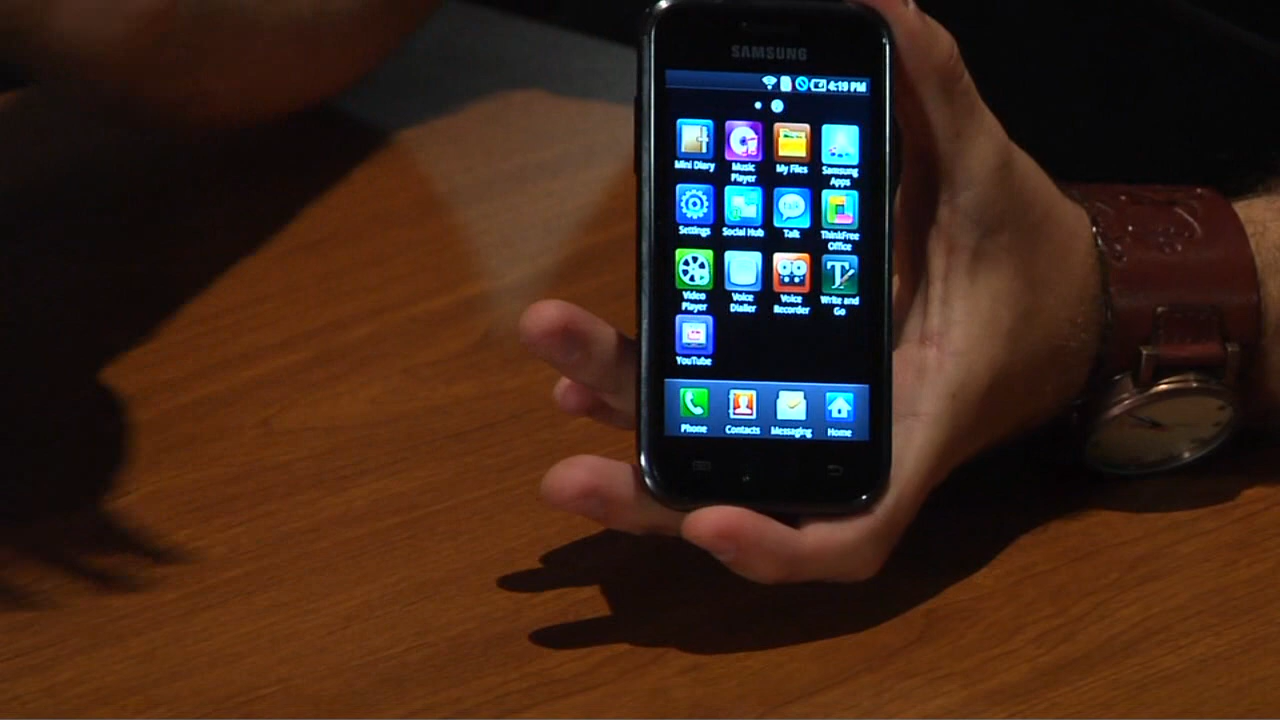 SAMSUNG
4:19 PM
Mini Diary
Music
Player
My Files
Samsung
Apps
Settings
Social Hub
Talk
ThinkFree
Office
Video
Player
Voice
Dialler
Voice
Recorder
Write and
Go
YouTube
Phone
Contacts
Messaging
Home